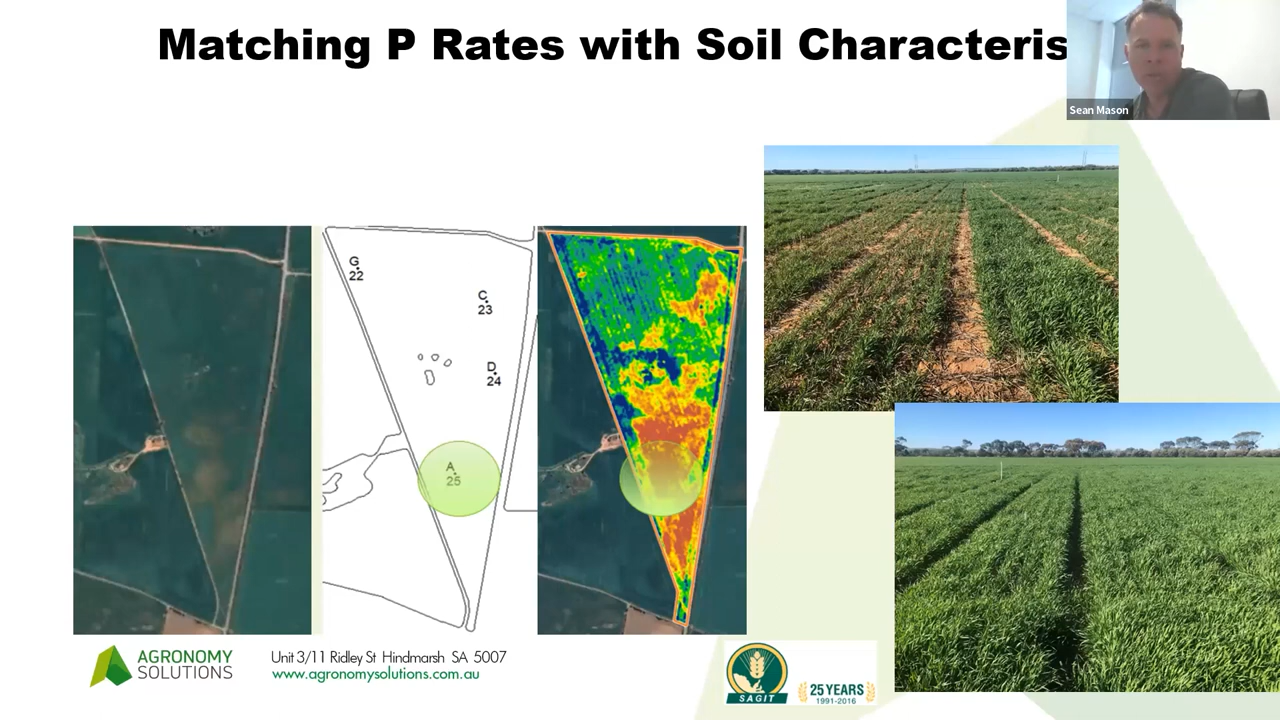 Matching P Rates with Soil Characteris
Sean Mason
G
22
C
23
D
24
A
25
AGRONOMY
SOLUTIONS
Unit 3/11 Ridley St Hindmarsh SA 5007
www.agronomysolutions.com.au
SAGIT
25 YEARS
1991-2016